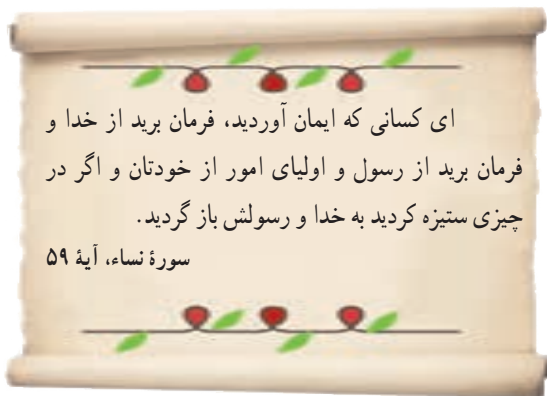 ای کسانی که ایمان آوردید، فرمان برید از خدا و
فرمان برید از رسول و اولیای امور از خودتان و اگر در
چیزی ستیزه کردید به خدا و رسولش باز گردید.
سورهٔ نساء، آیهٔ ۵۹